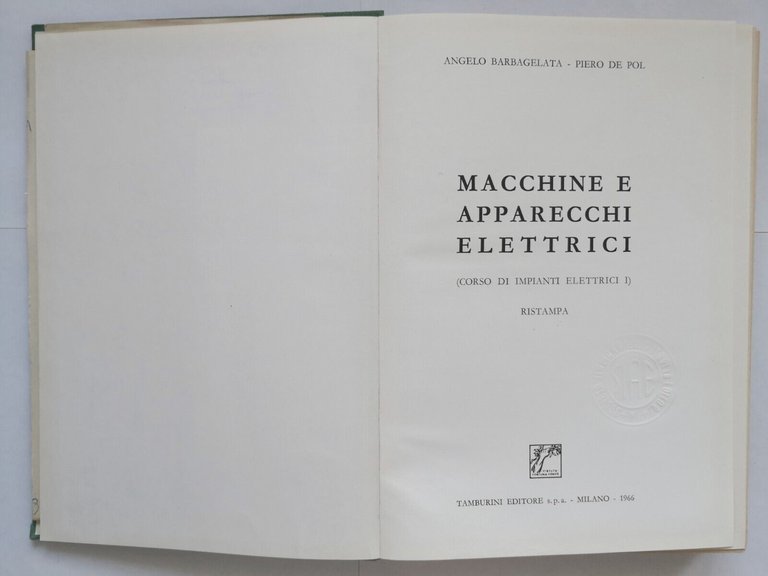 ANGELO BARBAGELATA - PIERO DE POL
MACCHINE E
APPARECCHI
ELETTRICI
(CORSO DI IMPIANTI ELETTRICI I)
RISTAMPA
TAMBURINI EDITORE s.p.a. - MILANO - 1966